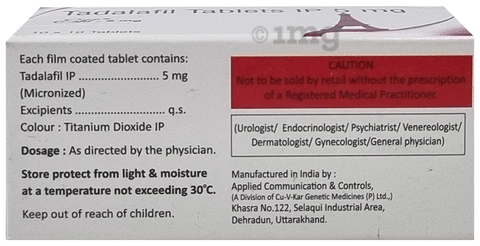 Tadalafil Tablets IP 5 mg
10 x 10 Tablets
1mg
Each film coated tablet contains:
Tadalafil IP ........................... 5 mg
(Micronized)
Excipients ............................ q.s.
Colour : Titanium Dioxide IP
Dosage : As directed by the physician.
Store protect from light & moisture
at a temperature not exceeding 30°C.
Keep out of reach of children.
CAUTION
Not to be sold by retail without the prescription
of a Registered Medical Practitioner.
(Urologist/ Endocrinologist/ Psychiatrist/ Venereologist/
Dermatologist/ Gynecologist/General physician)
Manufactured in India by :
Applied Communication & Controls,
(A Division of Cu-V-Kar Genetic Medicines (P) Ltd.,)
Khasra No.122, Selaqui Industrial Area,
Dehradun, Uttarakhand.